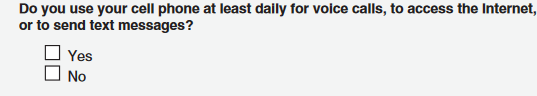 Do you use your cell phone at least daily for voice calls, to access the Internet,
or to send text messages?
Yes
No